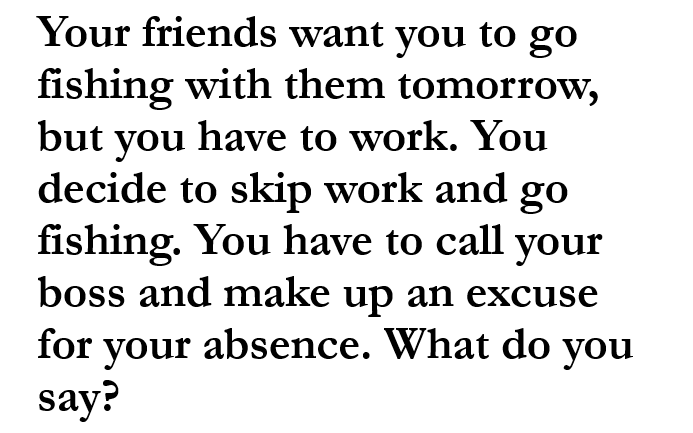 Your friends want you to go
fishing with them tomorrow,
but you have to work. You
decide to skip work and go
fishing. You have to call your
boss and make up an excuse
for your absence. What do you
say?